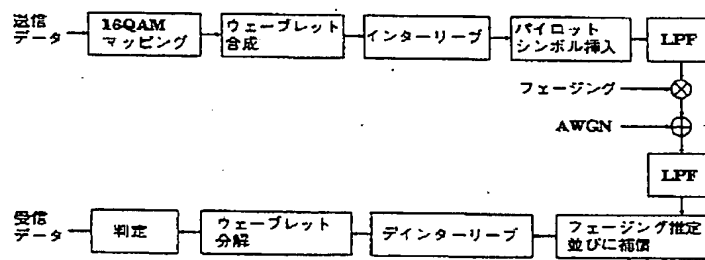 送信
データ
16QAM
マッピング
ウェーブレット
合成
インターリーブ
パイロット
シンボル挿入
LPF
フェージング
AWGN
LPF
受信
データ
判定
ウェーブレット
分解
デインターリーブ
フェージング推定
並びに補償